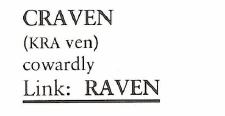 CRAVEN
(KRA ven)
cowardly
Link: RAVEN